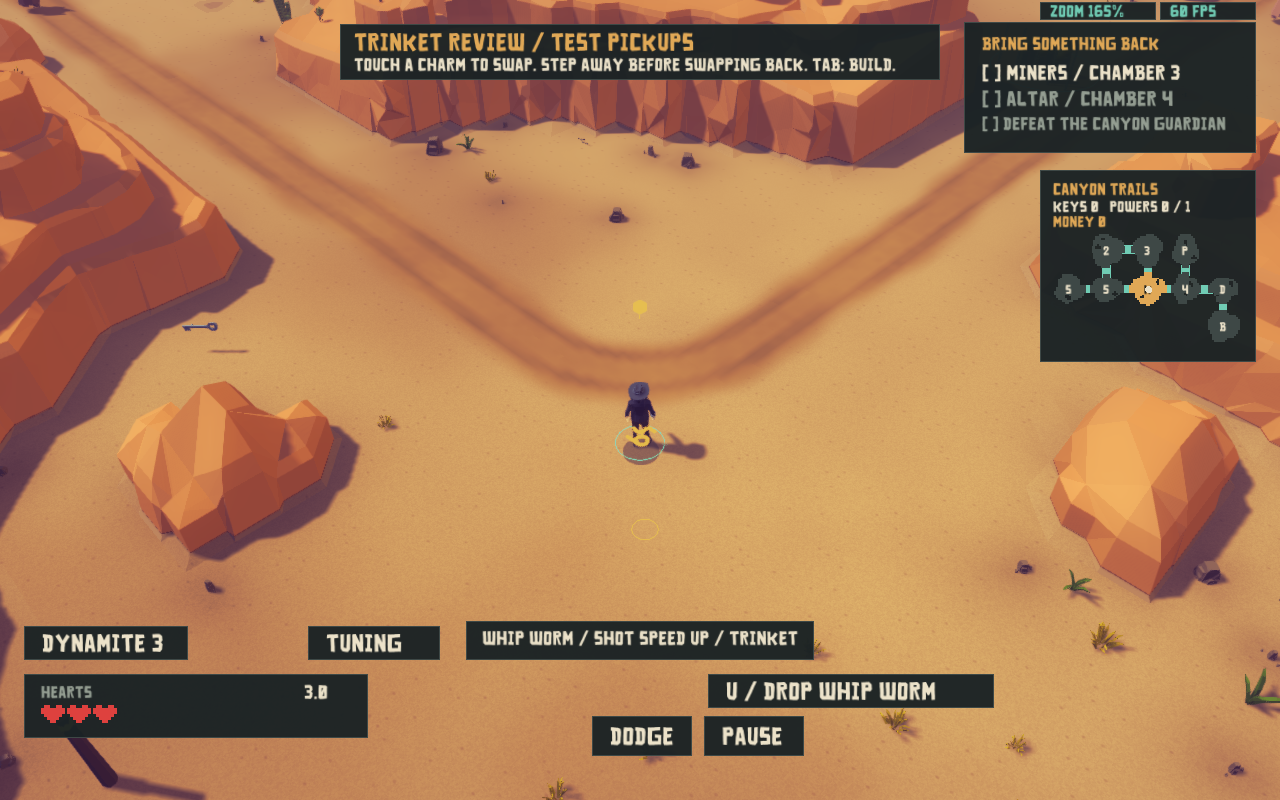 ZOOM 165%
60 FPS
TRINKET REVIEW / TEST PICKUPS
TOUCH A CHARM TO SWAP. STEP AWAY BEFORE SWAPPING BACK. TAB: BUILD.
BRING SOMETHING BACK
[ ] MINERS / CHAMBER 3
[ ] ALTAR / CHAMBER 4
[ ] DEFEAT THE CANYON GUARDIAN
CANYON TRAILS
KEYS 0 POWERS 0 / 1
MONEY 0
2 3 P
S 5 4 D
B
DYNAMITE 3
TUNING
WHIP WORM / SHOT SPEED UP / TRINKET
HEARTS 3.0
U / DROP WHIP WORM
DODGE
PAUSE